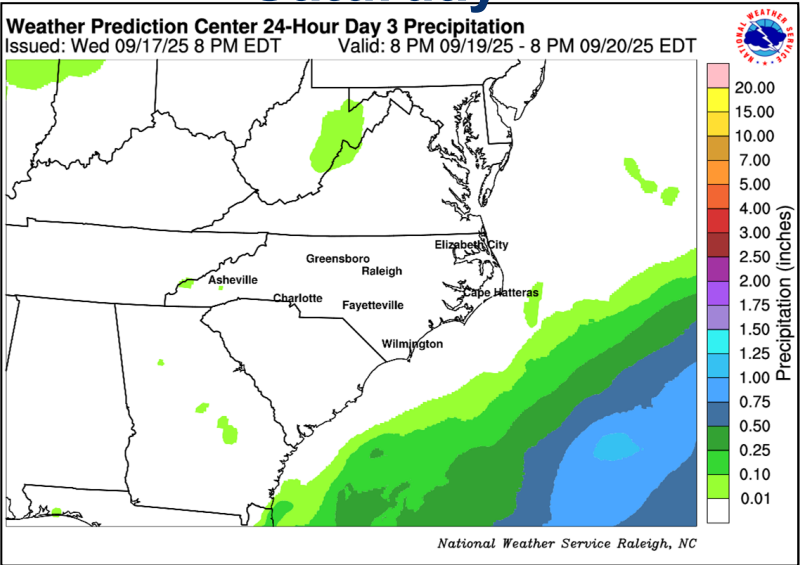 Saturday
Weather Prediction Center 24-Hour Day 3 Precipitation
Issued: Wed 09/17/25 8 PM EDT
Valid: 8 PM 09/19/25 - 8 PM 09/20/25 EDT
NATIONAL WEATHER SERVICE
20.00
15.00
10.00
7.00
5.00
4.00
3.00
2.50
2.00
1.75
1.50
1.25
1.00
0.75
0.50
0.25
0.10
0.01
Precipitation (inches)
Elizabeth City
Greensboro
Raleigh
Asheville
Cape Hatteras
Charlotte
Fayetteville
Wilmington
National Weather Service Raleigh, NC